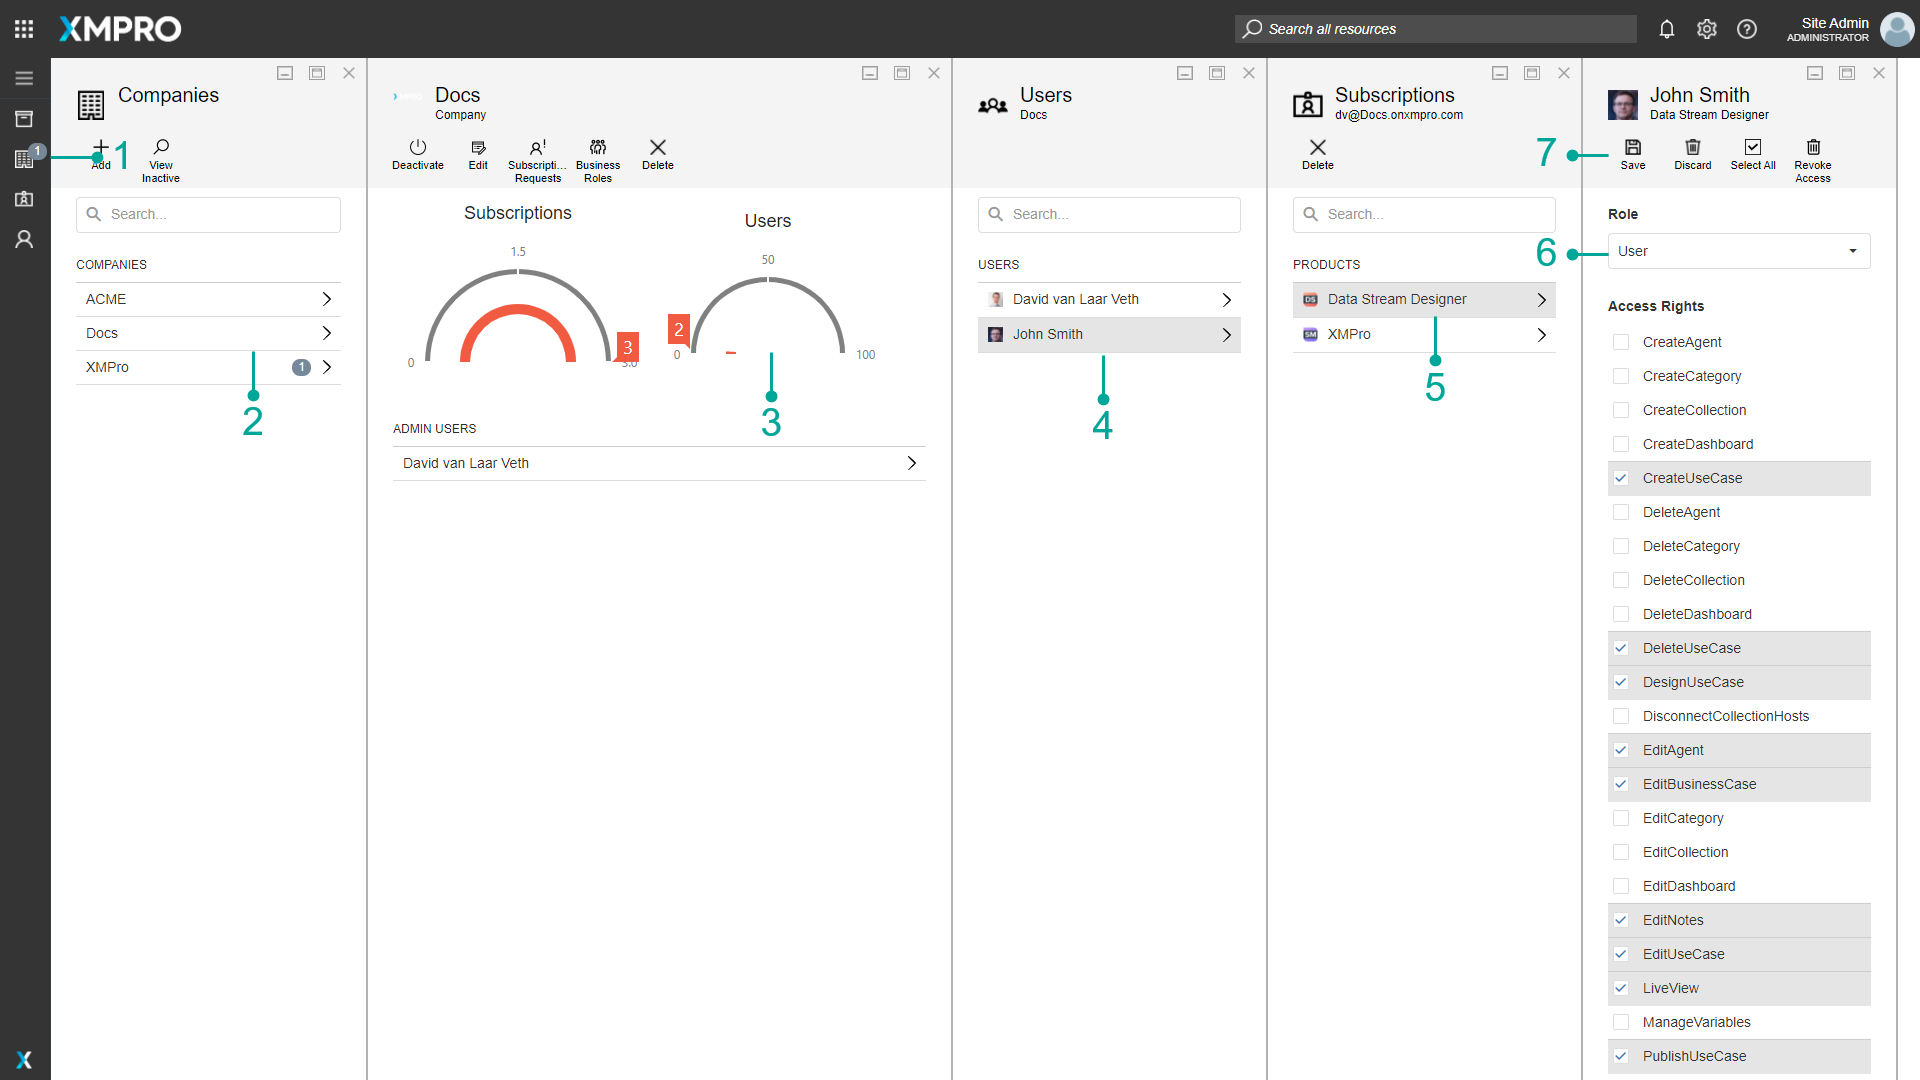 XMPRO
Search all resources
Site Admin
ADMINISTRATOR
1
Companies
Add
1
View
Inactive
Search...
COMPANIES
ACME
Docs
XMPro
1
2
XMPRO
Docs
Company
Deactivate
Edit
Subscripti...
Requests
Business
Roles
Delete
Subscriptions
1.5
0
3
3.0
Users
50
2
0
100
3
ADMIN USERS
David van Laar Veth
Users
Docs
Search...
USERS
David van Laar Veth
John Smith
4
Subscriptions
dv@Docs.onxmpro.com
Delete
Search...
PRODUCTS
DS
Data Stream Designer
SM
XMPro
5
John Smith
Data Stream Designer
7
Save
Discard
Select All
Revoke
Access
Role
6
User
Access Rights
CreateAgent
CreateCategory
CreateCollection
CreateDashboard
CreateUseCase
DeleteAgent
DeleteCategory
DeleteCollection
DeleteDashboard
DeleteUseCase
DesignUseCase
DisconnectCollectionHosts
EditAgent
EditBusinessCase
EditCategory
EditCollection
EditDashboard
EditNotes
EditUseCase
LiveView
ManageVariables
PublishUseCase